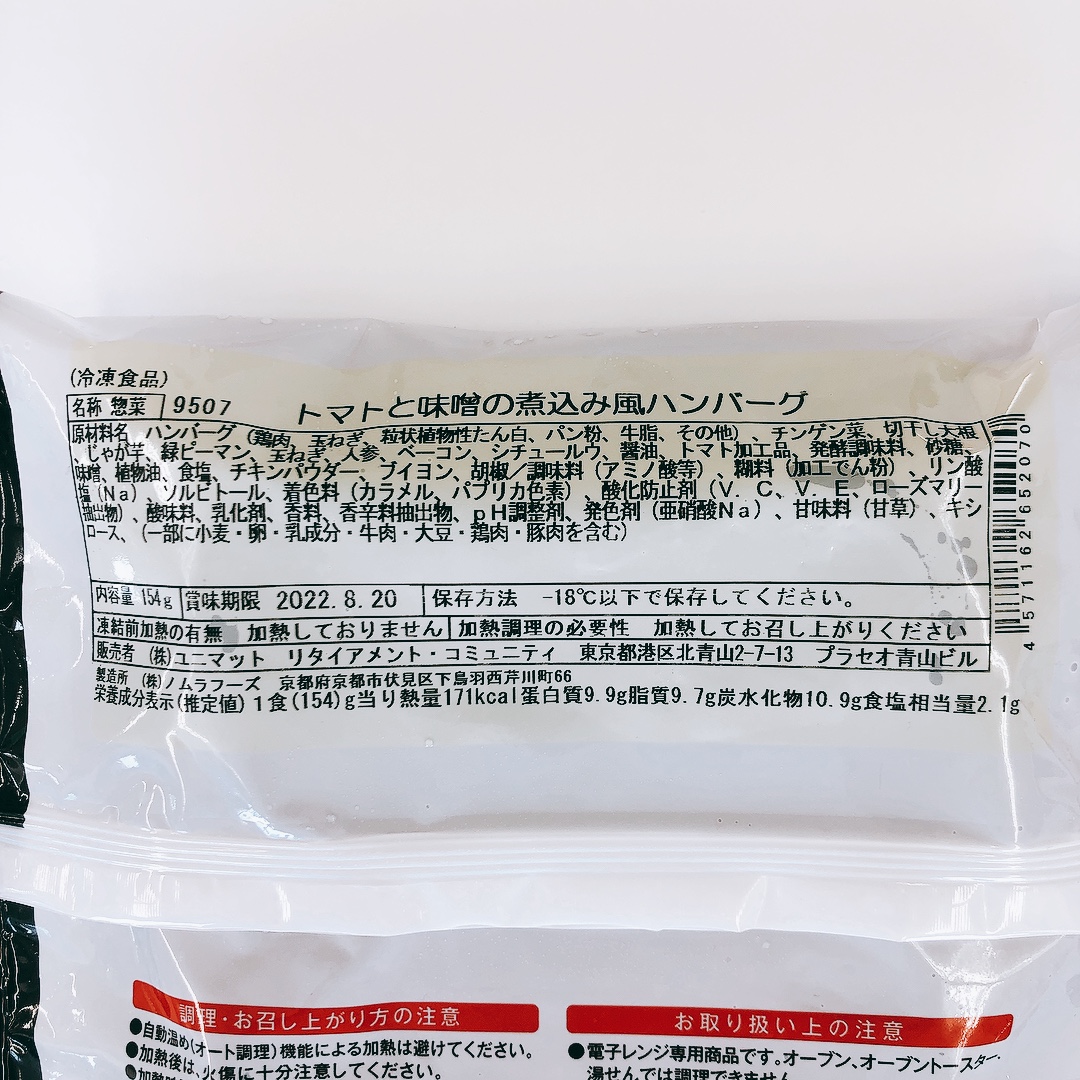 (冷凍食品)
名称 惣菜 9507 トマトと味噌の煮込み風ハンバーグ
原材料名 ハンバーグ(鶏肉、玉ねぎ、粒状植物性たん白、パン粉、牛脂、その他)、チンゲン菜、切干し大根
、じゃが芋、緑ピーマン、玉ねぎ、人参、ベーコン、シチュールウ、醤油、トマト加工品、発酵調味料、砂糖、
味噌、植物油、食塩、チキンパウダー、ブイヨン、胡椒/調味料(アミノ酸等)、糊料(加工でん粉)、リン酸
塩(Na)、ソルビトール、着色料(カラメル、パプリカ色素)、酸化防止剤(V.C、V.E、ローズマリー
抽出物)、酸味料、乳化剤、香料、香辛料抽出物、pH調整剤、発色剤(亜硝酸Na)、甘味料(甘草)、キシ
ロース、(一部に小麦・卵・乳成分・牛肉・大豆・鶏肉・豚肉を含む)
内容量 154g 賞味期限 2022.8.20 保存方法 -18℃以下で保存してください。
凍結前加熱の有無 加熱しておりません 加熱調理の必要性 加熱してお召し上がりください
販売者 (株)ユニマット リタイアメント・コミュニティ 東京都港区北青山2-7-13 プラセオ青山ビル
製造所 (株)ノムラフーズ 京都府京都市伏見区下鳥羽西芹川町66
栄養成分表示(推定値)1食(154)g当り熱量171kcal蛋白質9.9g脂質9.7g炭水化物10.9g食塩相当量2.1g
4571162652070
調理・お召し上がり方の注意
●自動温め(オート調理)機能による加熱は避けてください。
●加熱後は、火傷に十分注意してください。
お取り扱い上の注意
●電子レンジ専用商品です。オーブン、オーブントースター、
湯せんでは調理できません